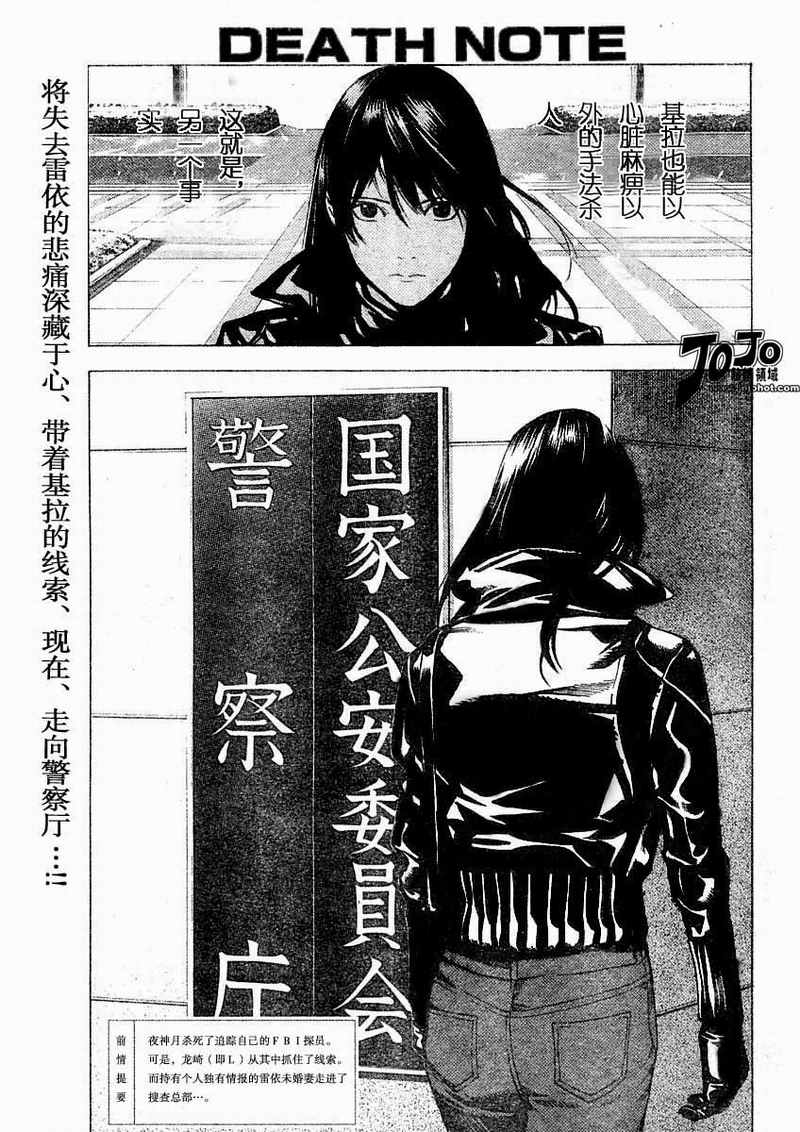 DEATH NOTE
基拉也能以
心脏麻痹以
外的手法杀
人
这就是，
另一个事
实
将失去雷依的悲痛深藏于心、带着基拉的线索、现在、走向警察厅…!!
JOJO
国家公安委員会
警察庁
前情提要
夜神月杀死了追踪自己的FBI探员。
可是，龙崎（即L）从其中抓住了线索。
而持有个人独有情报的雷依未婚妻走进了
搜查总部…。